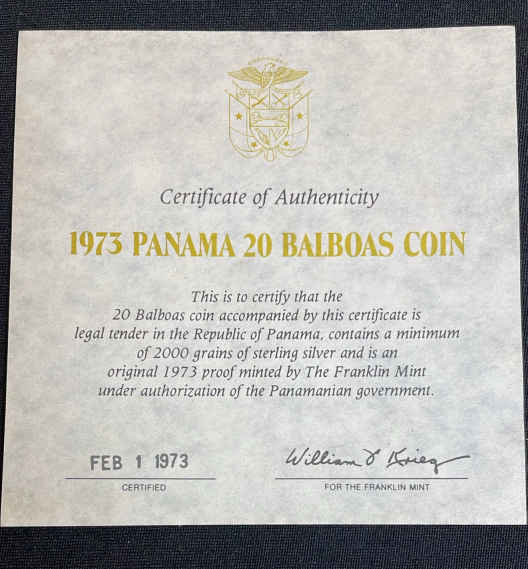 Certificate of Authenticity
1973 PANAMA 20 BALBOAS COIN
This is to certify that the
20 Balboas coin accompanied by this certificate is
legal tender in the Republic of Panama, contains a minimum
of 2000 grains of sterling silver and is an
original 1973 proof minted by The Franklin Mint
under authorization of the Panamanian government.
FEB 1 1973
William Krieg
CERTIFIED
FOR THE FRANKLIN MINT